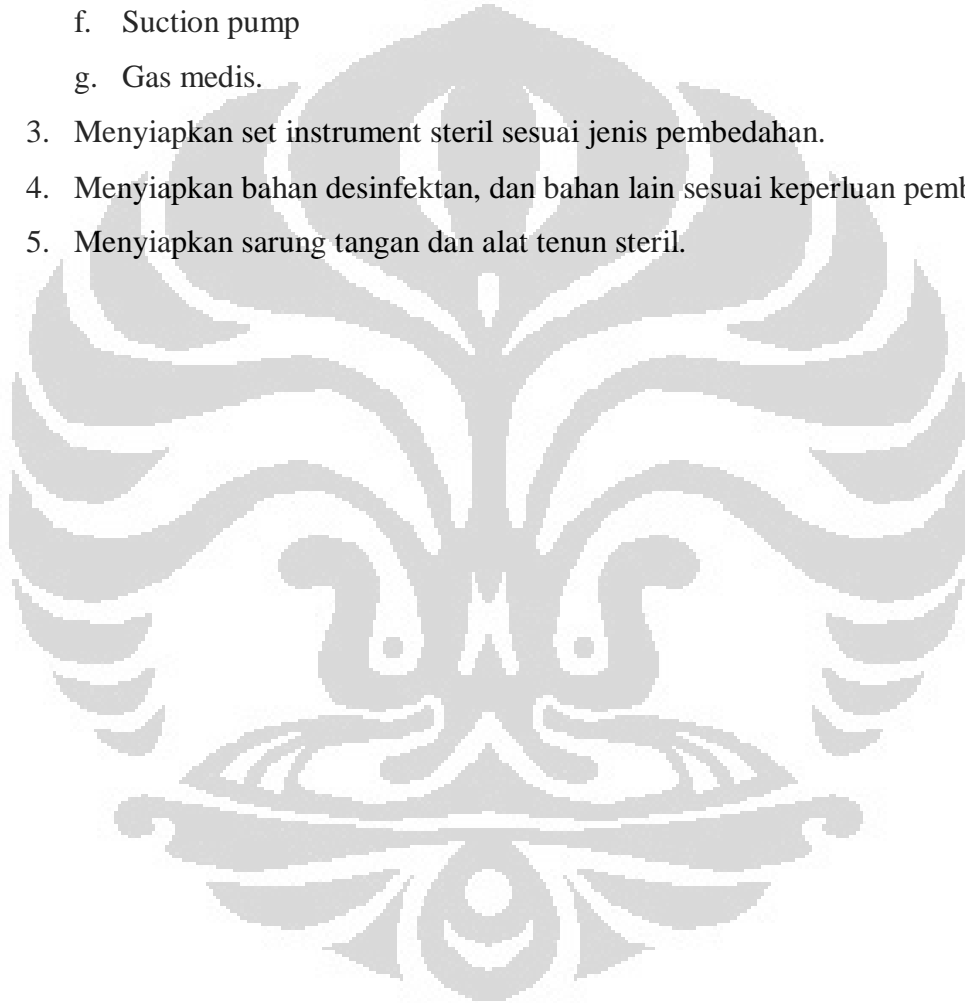 f. Suction pump
g. Gas medis.
3. Menyiapkan set instrument steril sesuai jenis pembedahan.
4. Menyiapkan bahan desinfektan, dan bahan lain sesuai keperluan
5. Menyiapkan sarung tangan dan alat tenun steril.